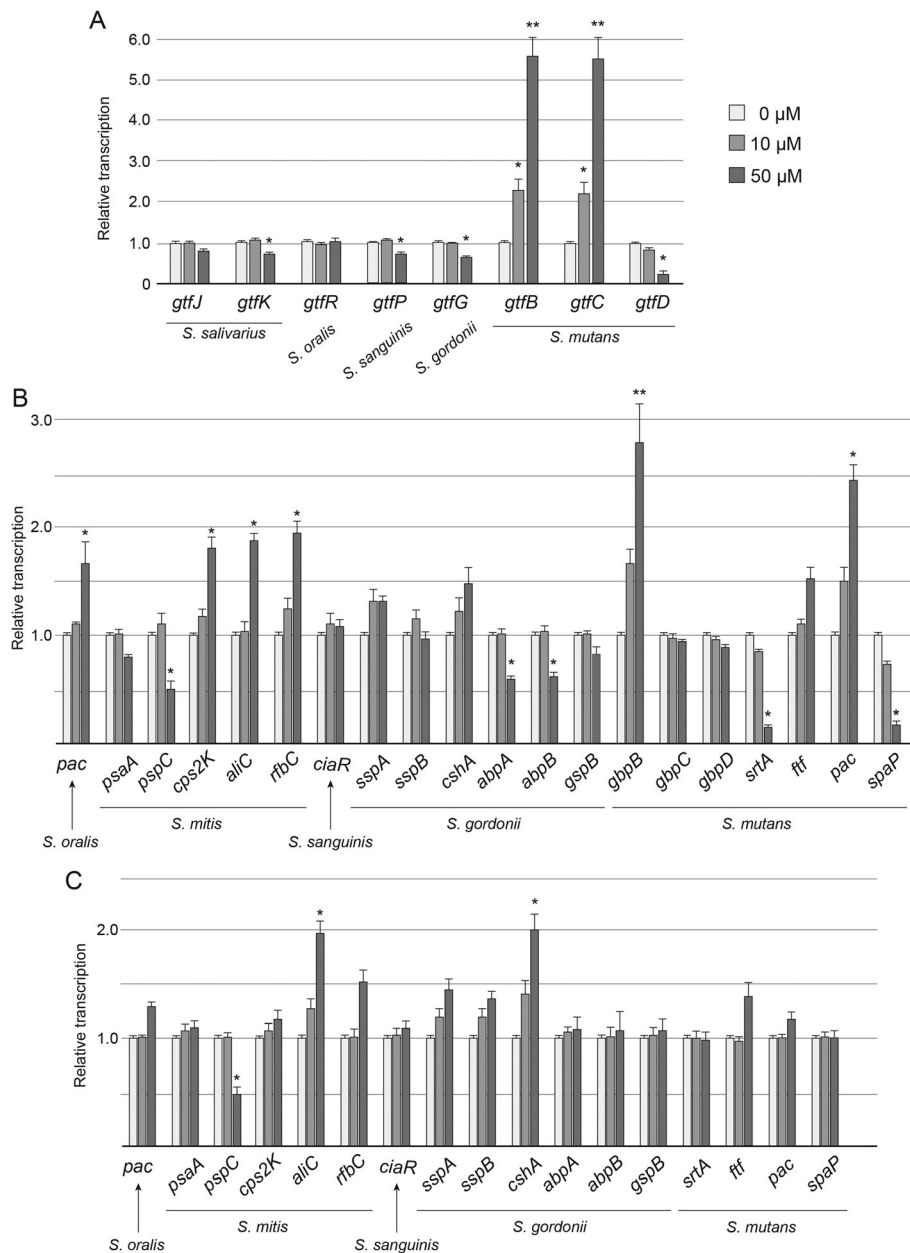 A
6.0
5.0
4.0
3.0
2.0
1.0
0
Relative transcription
** **
* *
* * * *
0 µM
10 µM
50 µM
gtfJ gtfK gtfR gtfP gtfG gtfB gtfC gtfD
S. salivarius S. oralis S. sanguinis S. gordonii S. mutans
B
3.0
2.0
1.0
Relative transcription
* * * * * * * ** * * *
pac psaA pspC cps2K aliC rfbC ciaR sspA sspB cshA abpA abpB gspB gbpB gbpC gbpD srtA ftf pac spaP
S. mitis S. gordonii S. mutans
S. oralis S. sanguinis
C
2.0
1.0
Relative transcription
* * *
pac psaA pspC cps2K aliC rfbC ciaR sspA sspB cshA abpA abpB gspB srtA ftf pac spaP
S. mitis S. gordonii S. mutans
S. oralis S. sanguinis